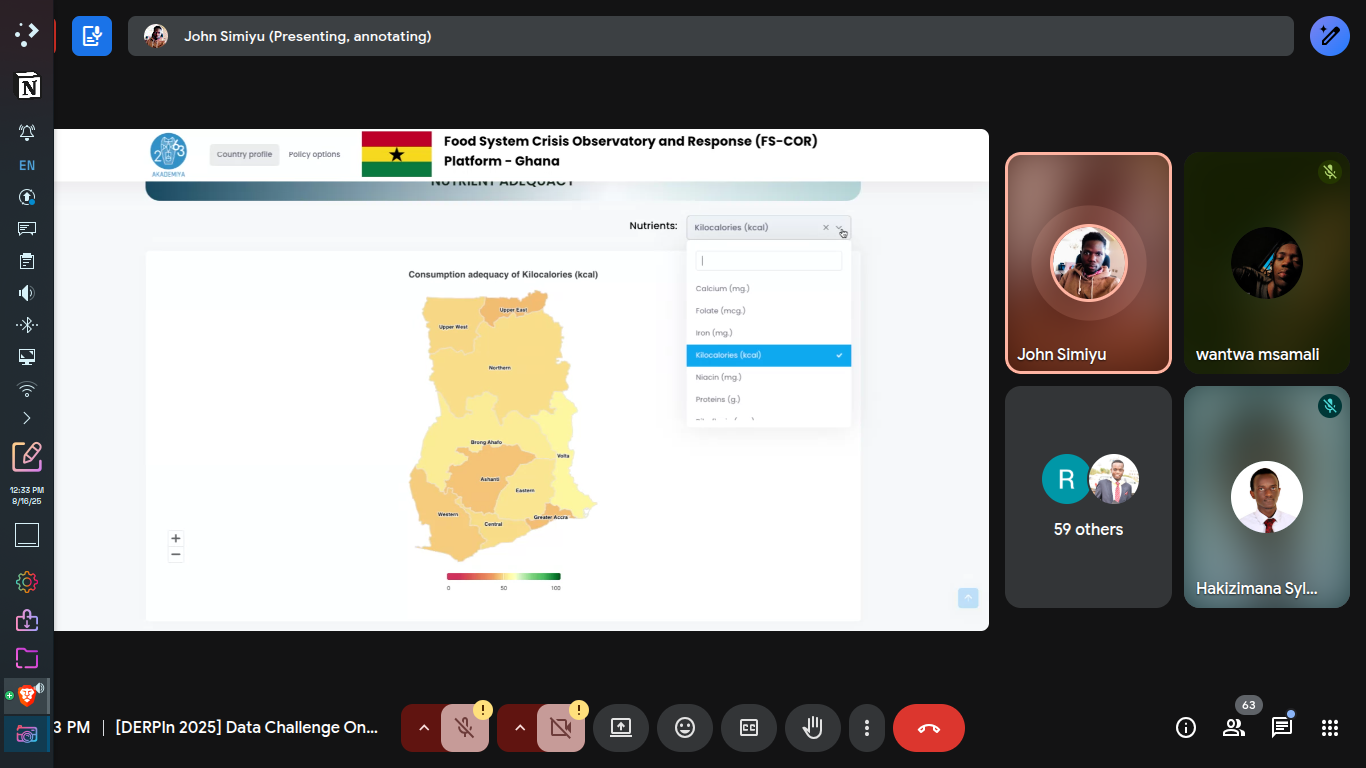 John Simiyu (Presenting, annotating)
N
EN
12:33 PM
8/16/25
2063
AKADEMIYA
Country profile
Policy options
Food System Crisis Observatory and Response (FS-COR)
Platform - Ghana
NUTRIENT ADEQUACY
Nutrients:
Kilocalories (kcal)
Calcium (mg.)
Folate (mcg.)
Iron (mg.)
Kilocalories (kcal)
Niacin (mg.)
Proteins (g.)
Consumption adequacy of Kilocalories (kcal)
Upper East
Upper West
Northern
Brong Ahafo
Volta
Ashanti
Eastern
Western
Greater Accra
Central
+
−
0
50
100
John Simiyu
wantwa msamali
R
59 others
Hakizimana Syl...
3 PM
[DERPIn 2025] Data Challenge On...
!
!
CC
63